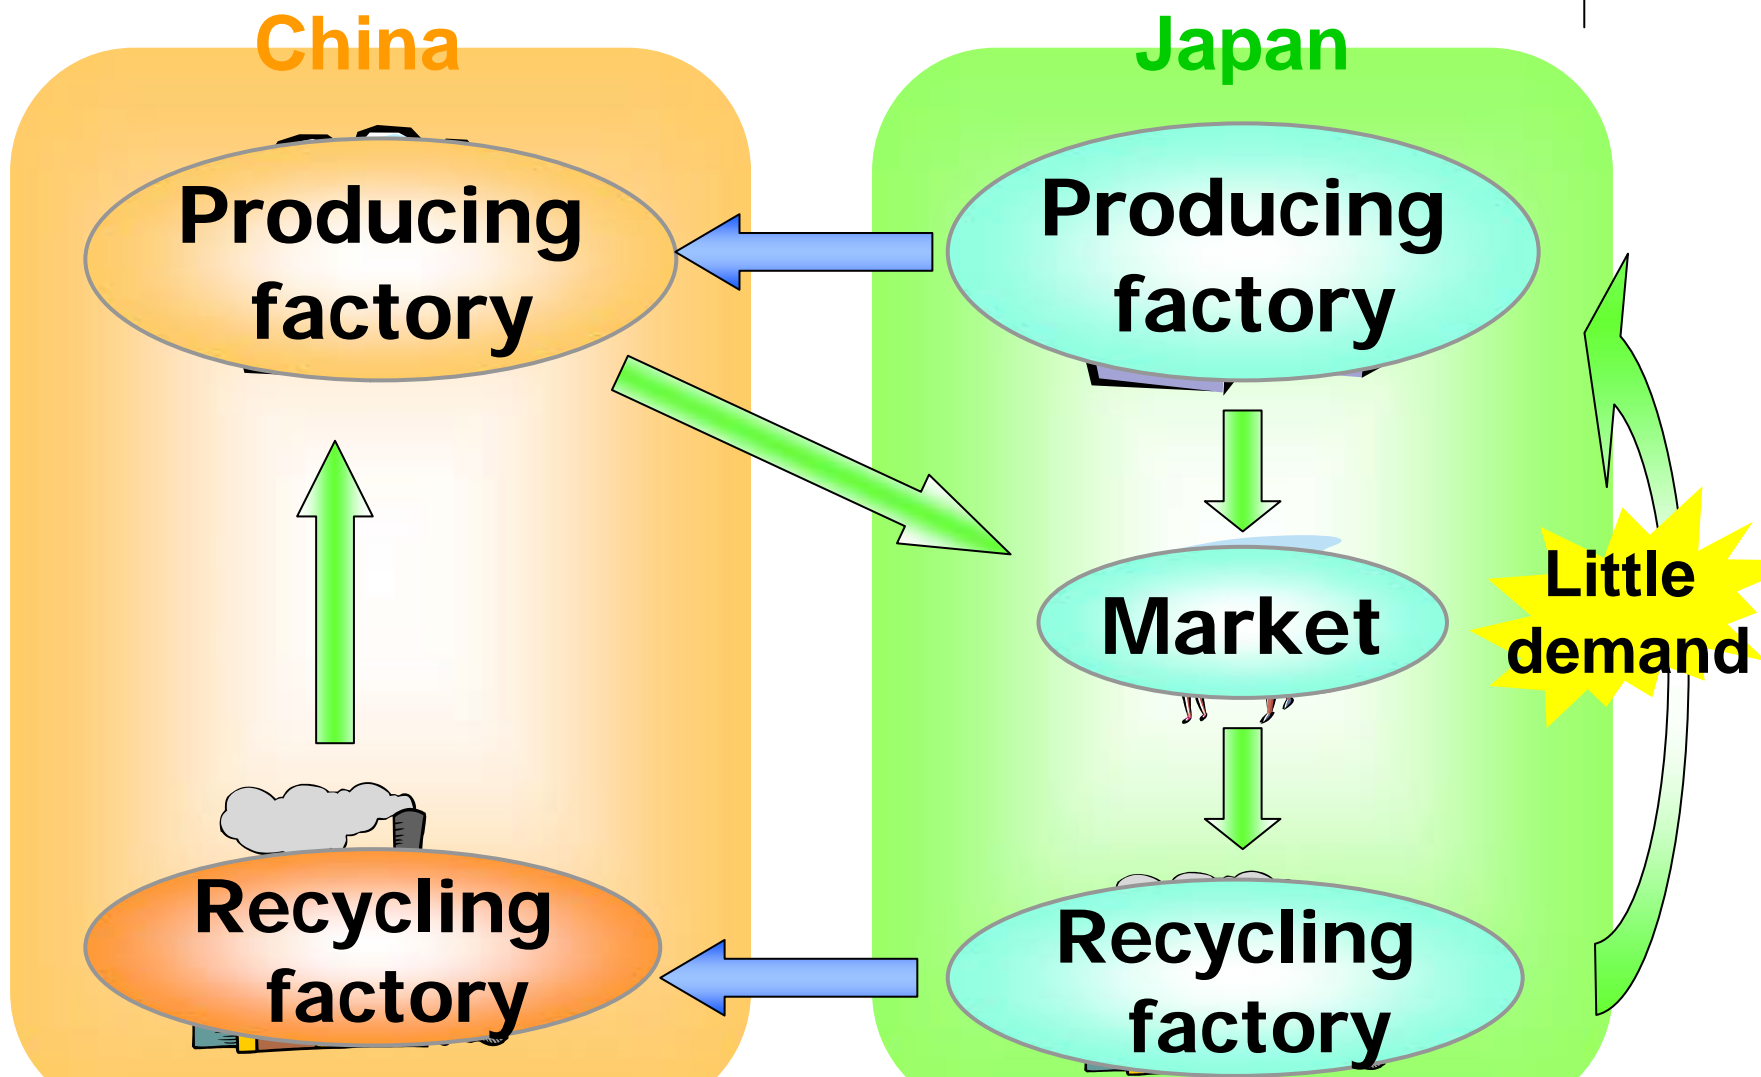 China
Japan
Producing
factory
Producing
factory
Market
Little
demand
Recycling
factory
Recycling
factory